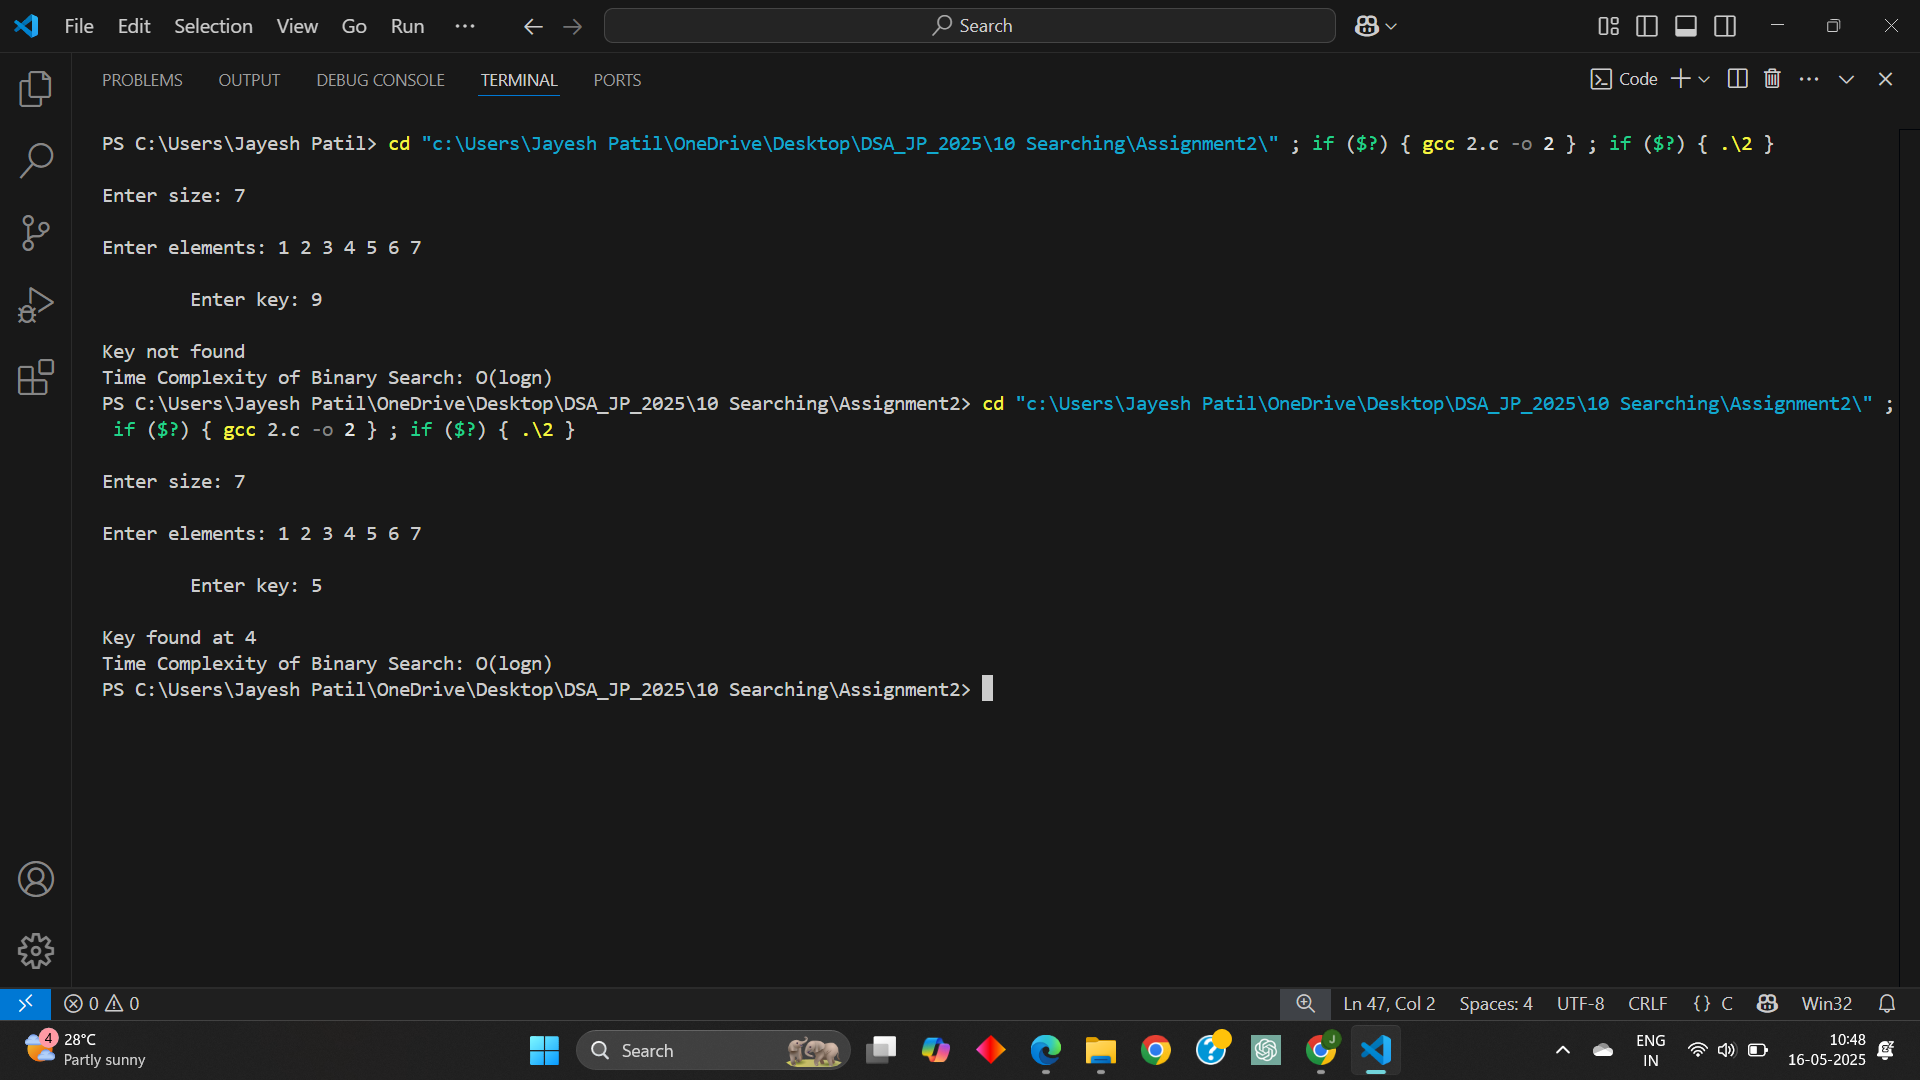 File Edit Selection View Go Run ··· Search
PROBLEMS OUTPUT DEBUG CONSOLE TERMINAL PORTS Code
PS C:\Users\Jayesh Patil> cd "c:\Users\Jayesh Patil\OneDrive\Desktop\DSA_JP_2025\10 Searching\Assignment2\" ; if ($?) { gcc 2.c -o 2 } ; if ($?) { .\2 }
Enter size: 7
Enter elements: 1 2 3 4 5 6 7
Enter key: 9
Key not found
Time Complexity of Binary Search: O(logn)
PS C:\Users\Jayesh Patil\OneDrive\Desktop\DSA_JP_2025\10 Searching\Assignment2> cd "c:\Users\Jayesh Patil\OneDrive\Desktop\DSA_JP_2025\10 Searching\Assignment2\" ;
if ($?) { gcc 2.c -o 2 } ; if ($?) { .\2 }
Enter size: 7
Enter elements: 1 2 3 4 5 6 7
Enter key: 5
Key found at 4
Time Complexity of Binary Search: O(logn)
PS C:\Users\Jayesh Patil\OneDrive\Desktop\DSA_JP_2025\10 Searching\Assignment2>
0 0 Ln 47, Col 2 Spaces: 4 UTF-8 CRLF {} C Win32
4 28°C
Partly sunny
Search
J
ENG
IN
10:48
16-05-2025